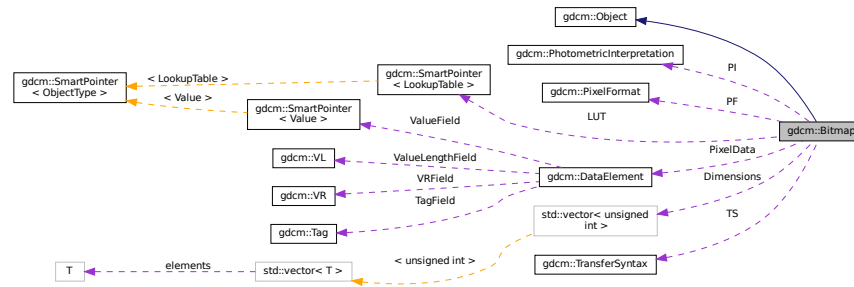 gdcm::Object
gdcm::PhotometricInterpretation
PI
gdcm::SmartPointer
< LookupTable >
gdcm::SmartPointer
< ObjectType >
< LookupTable >
gdcm::PixelFormat
PF
< Value >
gdcm::SmartPointer
< Value >
ValueField
LUT
gdcm::Bitmap
PixelData
gdcm::VL
ValueLengthField
gdcm::DataElement
Dimensions
VRField
gdcm::VR
TagField
std::vector< unsigned
int >
TS
gdcm::Tag
< unsigned int >
gdcm::TransferSyntax
T
elements
std::vector< T >